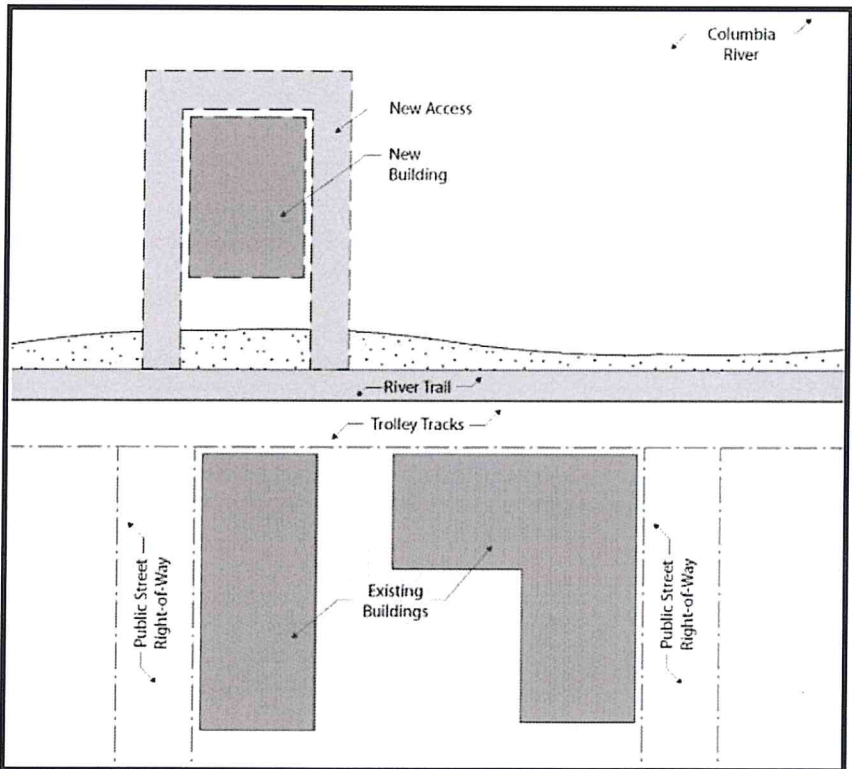 Columbia
River
New Access
New
Building
River Trail
Trolley Tracks
Public Street
Right-of-Way
Existing
Buildings
Public Street
Right-of-Way